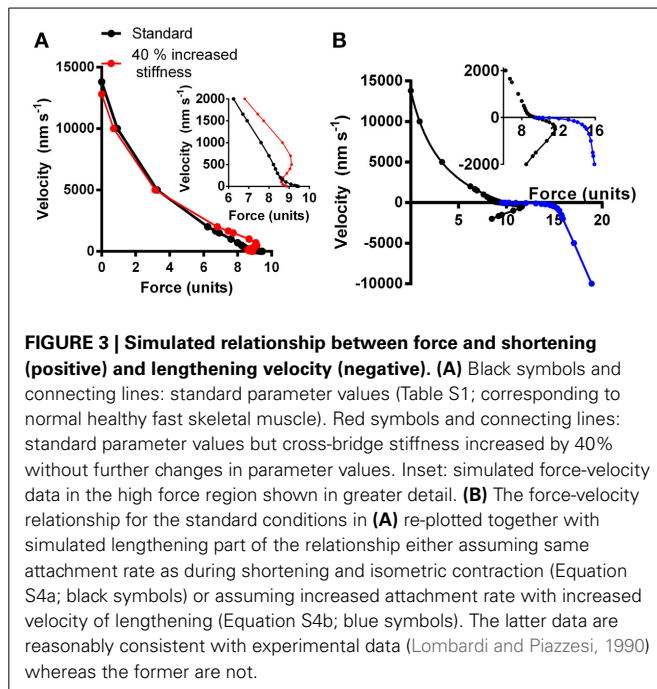 A
Standard
40 % increased
stiffness
15000
10000
5000
0
Velocity (nm s⁻¹)
0 2 4 6 8 10
Force (units)
2000
1500
1000
500
0
Velocity (nm s⁻¹)
6 7 8 9 10
Force (units)
B
15000
10000
5000
0
-5000
-10000
Velocity (nm s⁻¹)
5 10 15 20
Force (units)
2000
0
-2000
8 12 16
FIGURE 3 | Simulated relationship between force and shortening
(positive) and lengthening velocity (negative). (A) Black symbols and
connecting lines: standard parameter values (Table S1; corresponding to
normal healthy fast skeletal muscle). Red symbols and connecting lines:
standard parameter values but cross-bridge stiffness increased by 40%
without further changes in parameter values. Inset: simulated force-velocity
data in the high force region shown in greater detail. (B) The force-velocity
relationship for the standard conditions in (A) re-plotted together with
simulated lengthening part of the relationship either assuming same
attachment rate as during shortening and isometric contraction (Equation
S4a; black symbols) or assuming increased attachment rate with increased
velocity of lengthening (Equation S4b; blue symbols). The latter data are
reasonably consistent with experimental data (Lombardi and Piazzesi, 1990)
whereas the former are not.